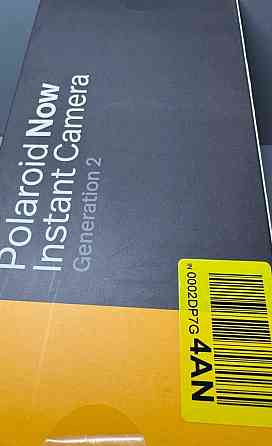 Polaroid Now
Instant Camera
Generation 2
N 0002DP7G
4AN